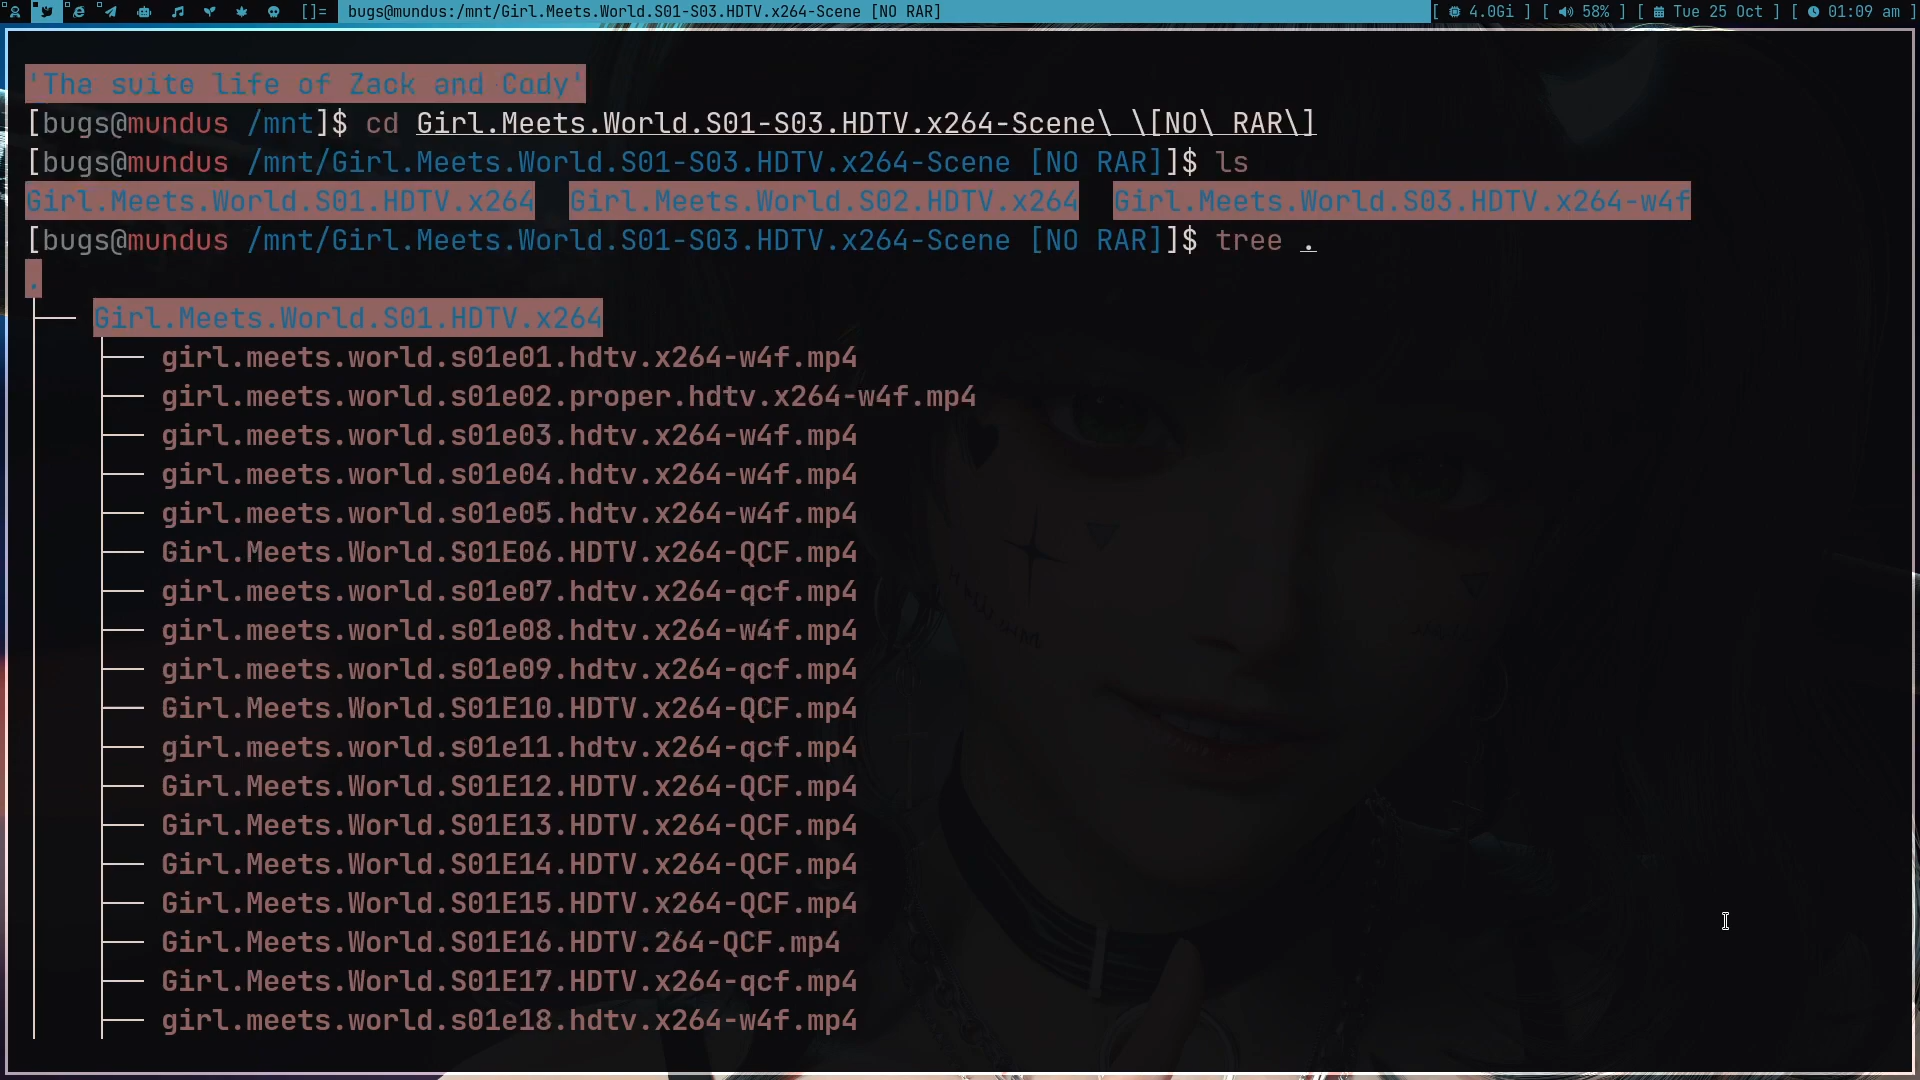 []= bugs@mundus:/mnt/Girl.Meets.World.S01-S03.HDTV.x264-Scene [NO RAR] [ 4.0Gi ] [ 58% ] [ Tue 25 Oct ] [ 01:09 am ]
'Tha suite life of Zack and Cody'
[bugs@mundus /mnt]$ cd Girl.Meets.World.S01-S03.HDTV.x264-Scene\ \[NO\ RAR\]
[bugs@mundus /mnt/Girl.Meets.World.S01-S03.HDTV.x264-Scene [NO RAR]]$ ls
Girl.Meets.World.S01.HDTV.x264  Girl.Meets.World.S02.HDTV.x264  Girl.Meets.World.S03.HDTV.x264-w4f
[bugs@mundus /mnt/Girl.Meets.World.S01-S03.HDTV.x264-Scene [NO RAR]]$ tree .
.
├── Girl.Meets.World.S01.HDTV.x264
│   ├── girl.meets.world.s01e01.hdtv.x264-w4f.mp4
│   ├── girl.meets.world.s01e02.proper.hdtv.x264-w4f.mp4
│   ├── girl.meets.world.s01e03.hdtv.x264-w4f.mp4
│   ├── girl.meets.world.s01e04.hdtv.x264-w4f.mp4
│   ├── girl.meets.world.s01e05.hdtv.x264-w4f.mp4
│   ├── Girl.Meets.World.S01E06.HDTV.x264-QCF.mp4
│   ├── girl.meets.world.s01e07.hdtv.x264-qcf.mp4
│   ├── girl.meets.world.s01e08.hdtv.x264-w4f.mp4
│   ├── girl.meets.world.s01e09.hdtv.x264-qcf.mp4
│   ├── Girl.Meets.World.S01E10.HDTV.x264-QCF.mp4
│   ├── girl.meets.world.s01e11.hdtv.x264-qcf.mp4
│   ├── Girl.Meets.World.S01E12.HDTV.x264-QCF.mp4
│   ├── Girl.Meets.World.S01E13.HDTV.x264-QCF.mp4
│   ├── Girl.Meets.World.S01E14.HDTV.x264-QCF.mp4
│   ├── Girl.Meets.World.S01E15.HDTV.x264-QCF.mp4
│   ├── Girl.Meets.World.S01E16.HDTV.264-QCF.mp4
│   ├── Girl.Meets.World.S01E17.HDTV.x264-qcf.mp4
│   ├── girl.meets.world.s01e18.hdtv.x264-w4f.mp4